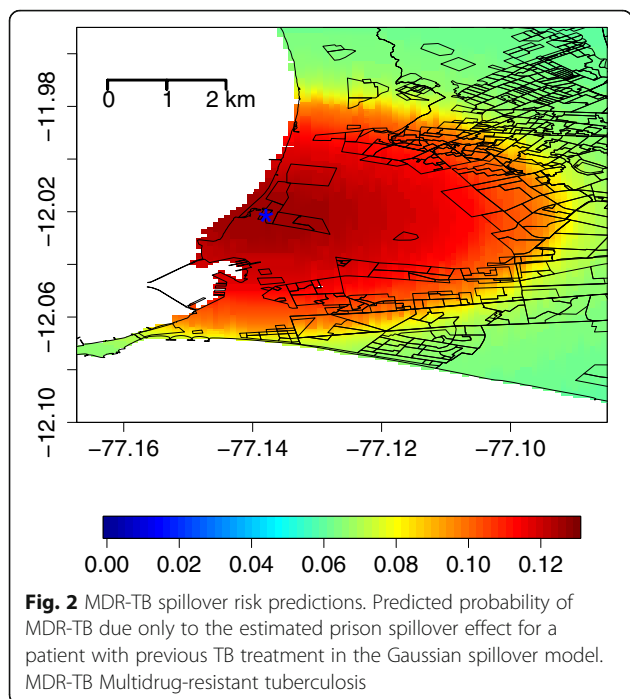 0 1 2 km
−11.98
−12.02
−12.06
−12.10
−77.16 −77.14 −77.12 −77.10
0.00 0.02 0.04 0.06 0.08 0.10 0.12
Fig. 2 MDR-TB spillover risk predictions. Predicted probability of
MDR-TB due only to the estimated prison spillover effect for a
patient with previous TB treatment in the Gaussian spillover model.
MDR-TB Multidrug-resistant tuberculosis